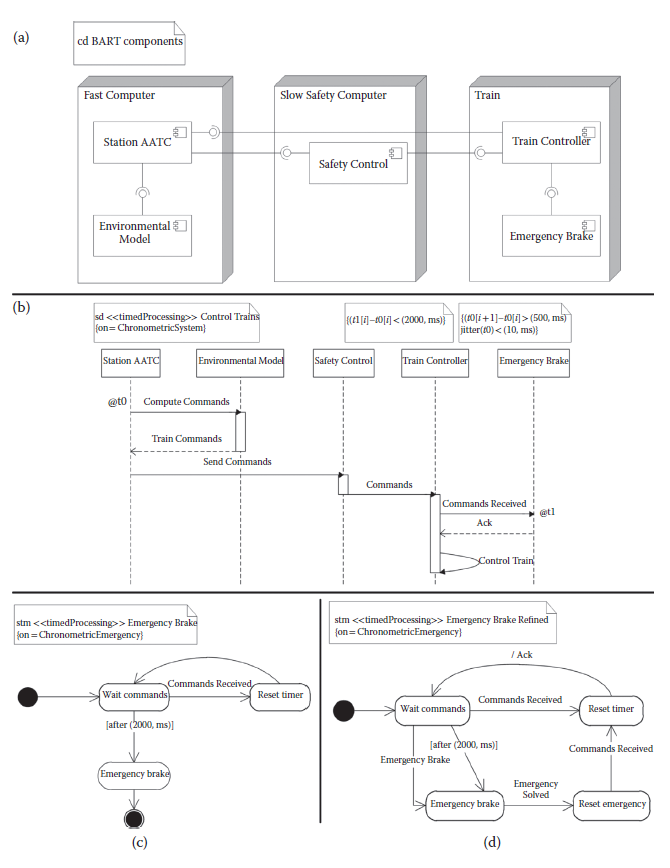 (a)
cd BART components
Fast Computer
Slow Safety Computer
Train
Station AATC
Safety Control
Train Controller
Environmental
Model
Emergency Brake
(b)
sd <<timedProcessing>> Control Trains
{on=ChronometricSystem}
{(t1[i]−t0[i]<(2000, ms)}
{(t0[i+1]−t0[i]>(500, ms)
jitter(t0)<(10, ms)}
Station AATC
Environmental Model
Safety Control
Train Controller
Emergency Brake
@t0
Compute Commands
Train Commands
Send Commands
Commands
Commands Received
@t1
Ack
Control Train
stm <<timedProcessing>> Emergency Brake
{on=ChronometricEmergency}
Commands Received
Wait commands
Reset timer
[after (2000, ms)]
Emergency brake
(c)
stm <<timedProcessing>> Emergency Brake Refined
{on=ChronometricEmergency}
/ Ack
Wait commands
Commands Received
Reset timer
[after (2000, ms)]
Emergency Brake
Commands Received
Emergency
Solved
Emergency brake
Reset emergency
(d)